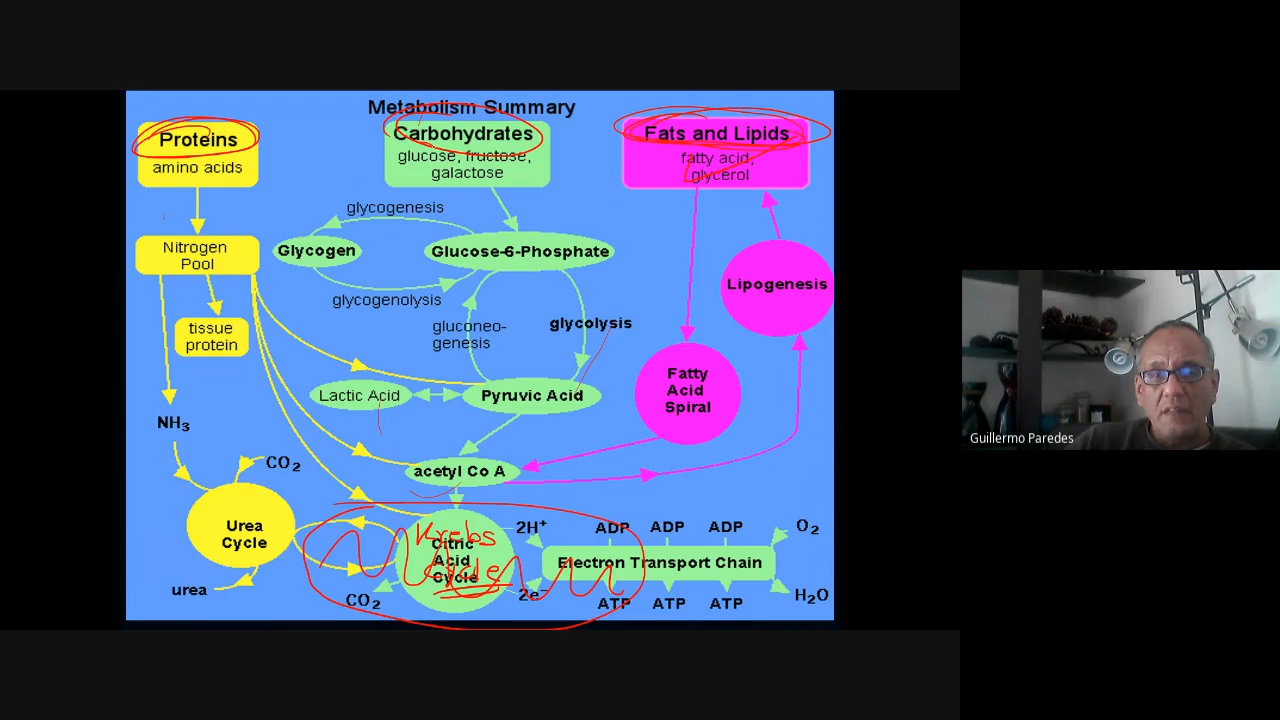 Metabolism Summary
Proteins
amino acids
Carbohydrates
glucose, fructose,
galactose
Fats and Lipids
fatty acid,
glycerol
glycogenesis
Nitrogen
Pool
Glycogen
Glucose-6-Phosphate
Lipogenesis
glycogenolysis
tissue
protein
gluconeo-
genesis
glycolysis
Fatty
Acid
Spiral
Lactic Acid
Pyruvic Acid
NH3
CO2
acetyl Co A
Urea
Cycle
urea
Krebs
Cycle
Citric
Acid
Cycle
CO2
2H+
2e-
ADP
ADP
ADP
O2
Electron Transport Chain
ATP
ATP
ATP
H2O
Guillermo Paredes